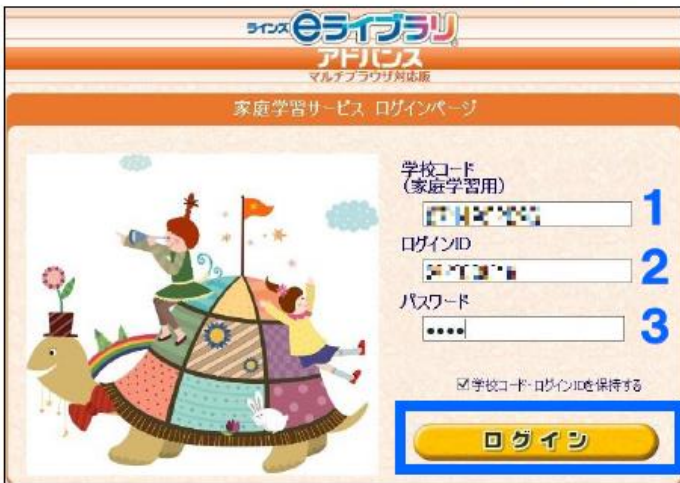 ラインズeライブラリ
アドバンス
マルチブラウザ対応版
家庭学習サービス ログインページ
学校コード
(家庭学習用)
1
ログインID
2
パスワード
••••
3
☑学校コード・ログインIDを保持する
ログイン